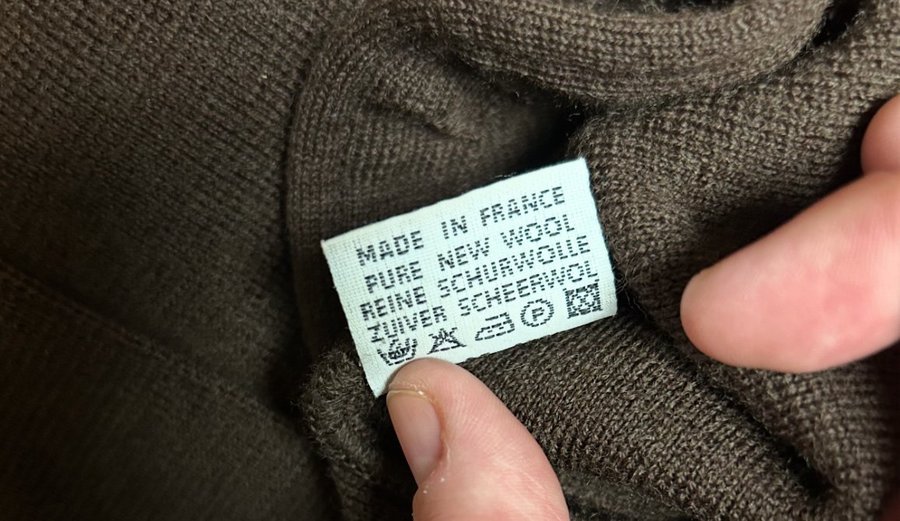 MADE IN FRANCE
PURE NEW WOOL
REINE SCHURWOLLE
ZUIVER SCHEERWOL
P